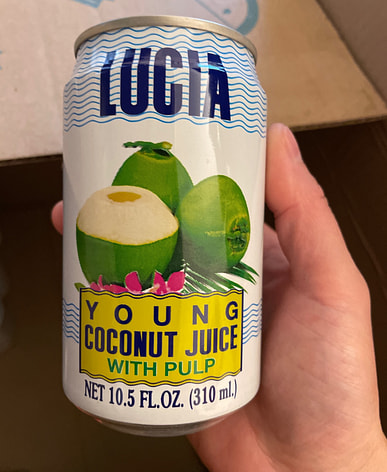 LUCIA
YOUNG
COCONUT JUICE
WITH PULP
NET 10.5 FL.OZ. (310 ml.)